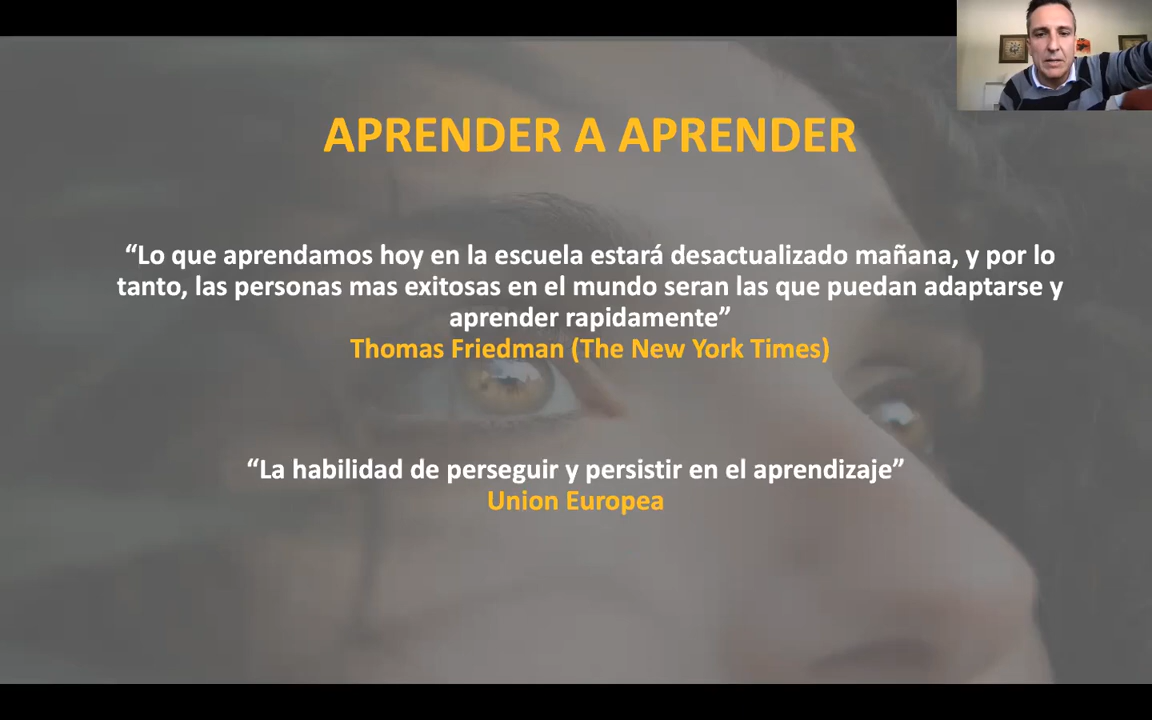 APRENDER A APRENDER
“Lo que aprendamos hoy en la escuela estará desactualizado mañana, y por lo
tanto, las personas mas exitosas en el mundo seran las que puedan adaptarse y
aprender rapidamente”
Thomas Friedman (The New York Times)
“La habilidad de perseguir y persistir en el aprendizaje”
Union Europea